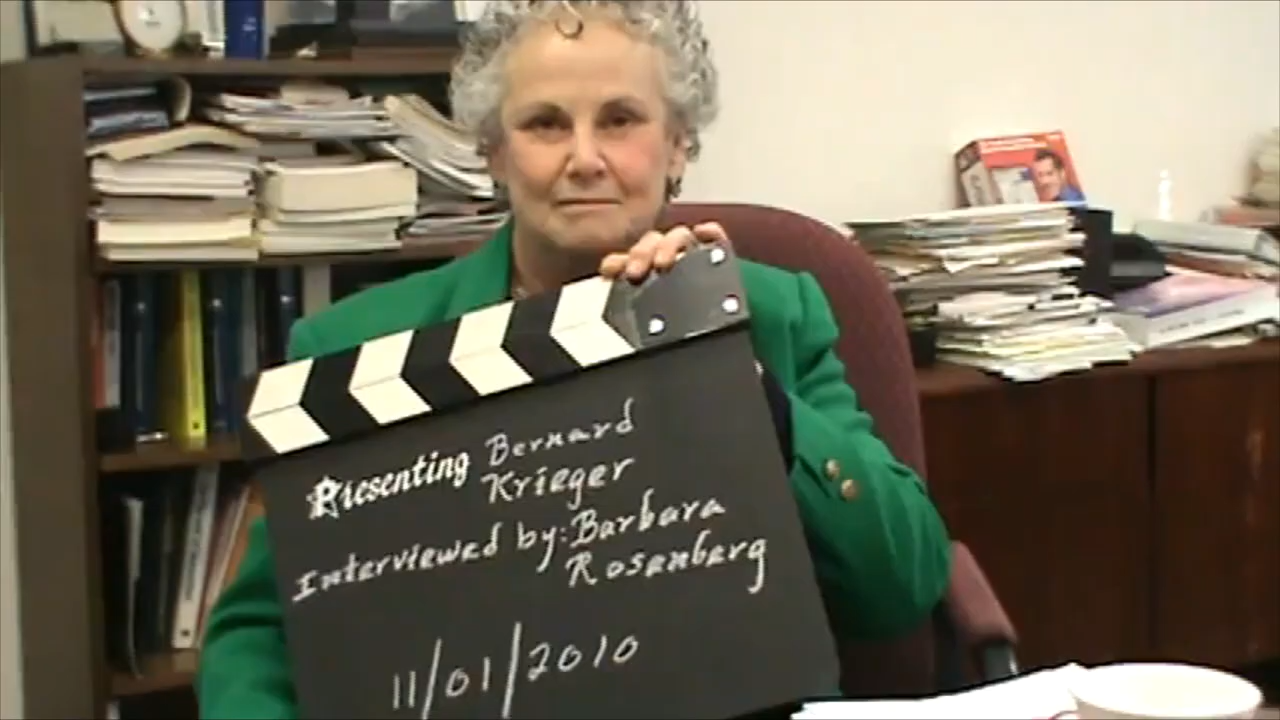 Presenting Bernard
Krieger
Interviewed by: Barbara
Rosenberg
11/01/2010